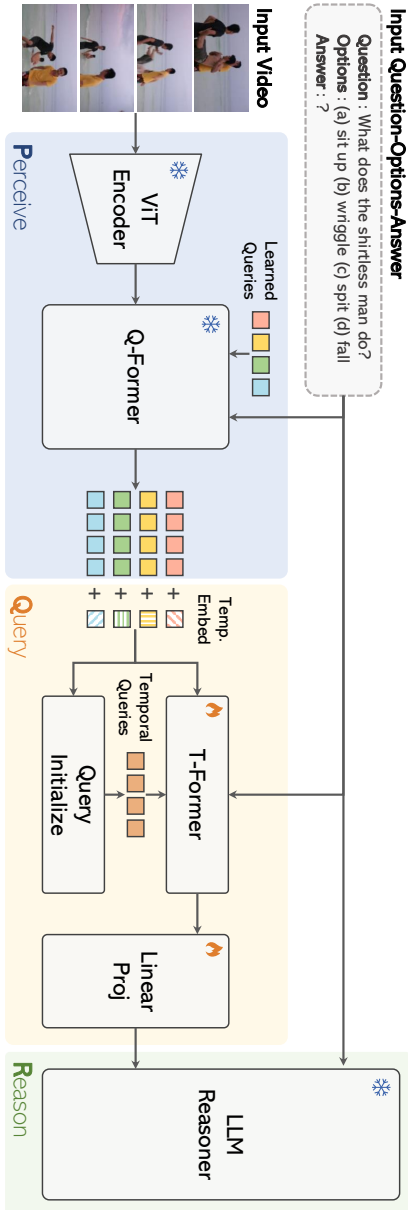 Input Question-Options-Answer
Question : What does the shirtless man do?
Options : (a) sit up (b) wriggle (c) spit (d) fall
Answer : ?
Input Video
ViT
Encoder
Learned
Queries
Q-Former
Perceive
Temp.
Embed
+
+
+
+
T-Former
Temporal
Queries
Query
Initialize
Linear
Proj
Query
LLM
Reasoner
Reason